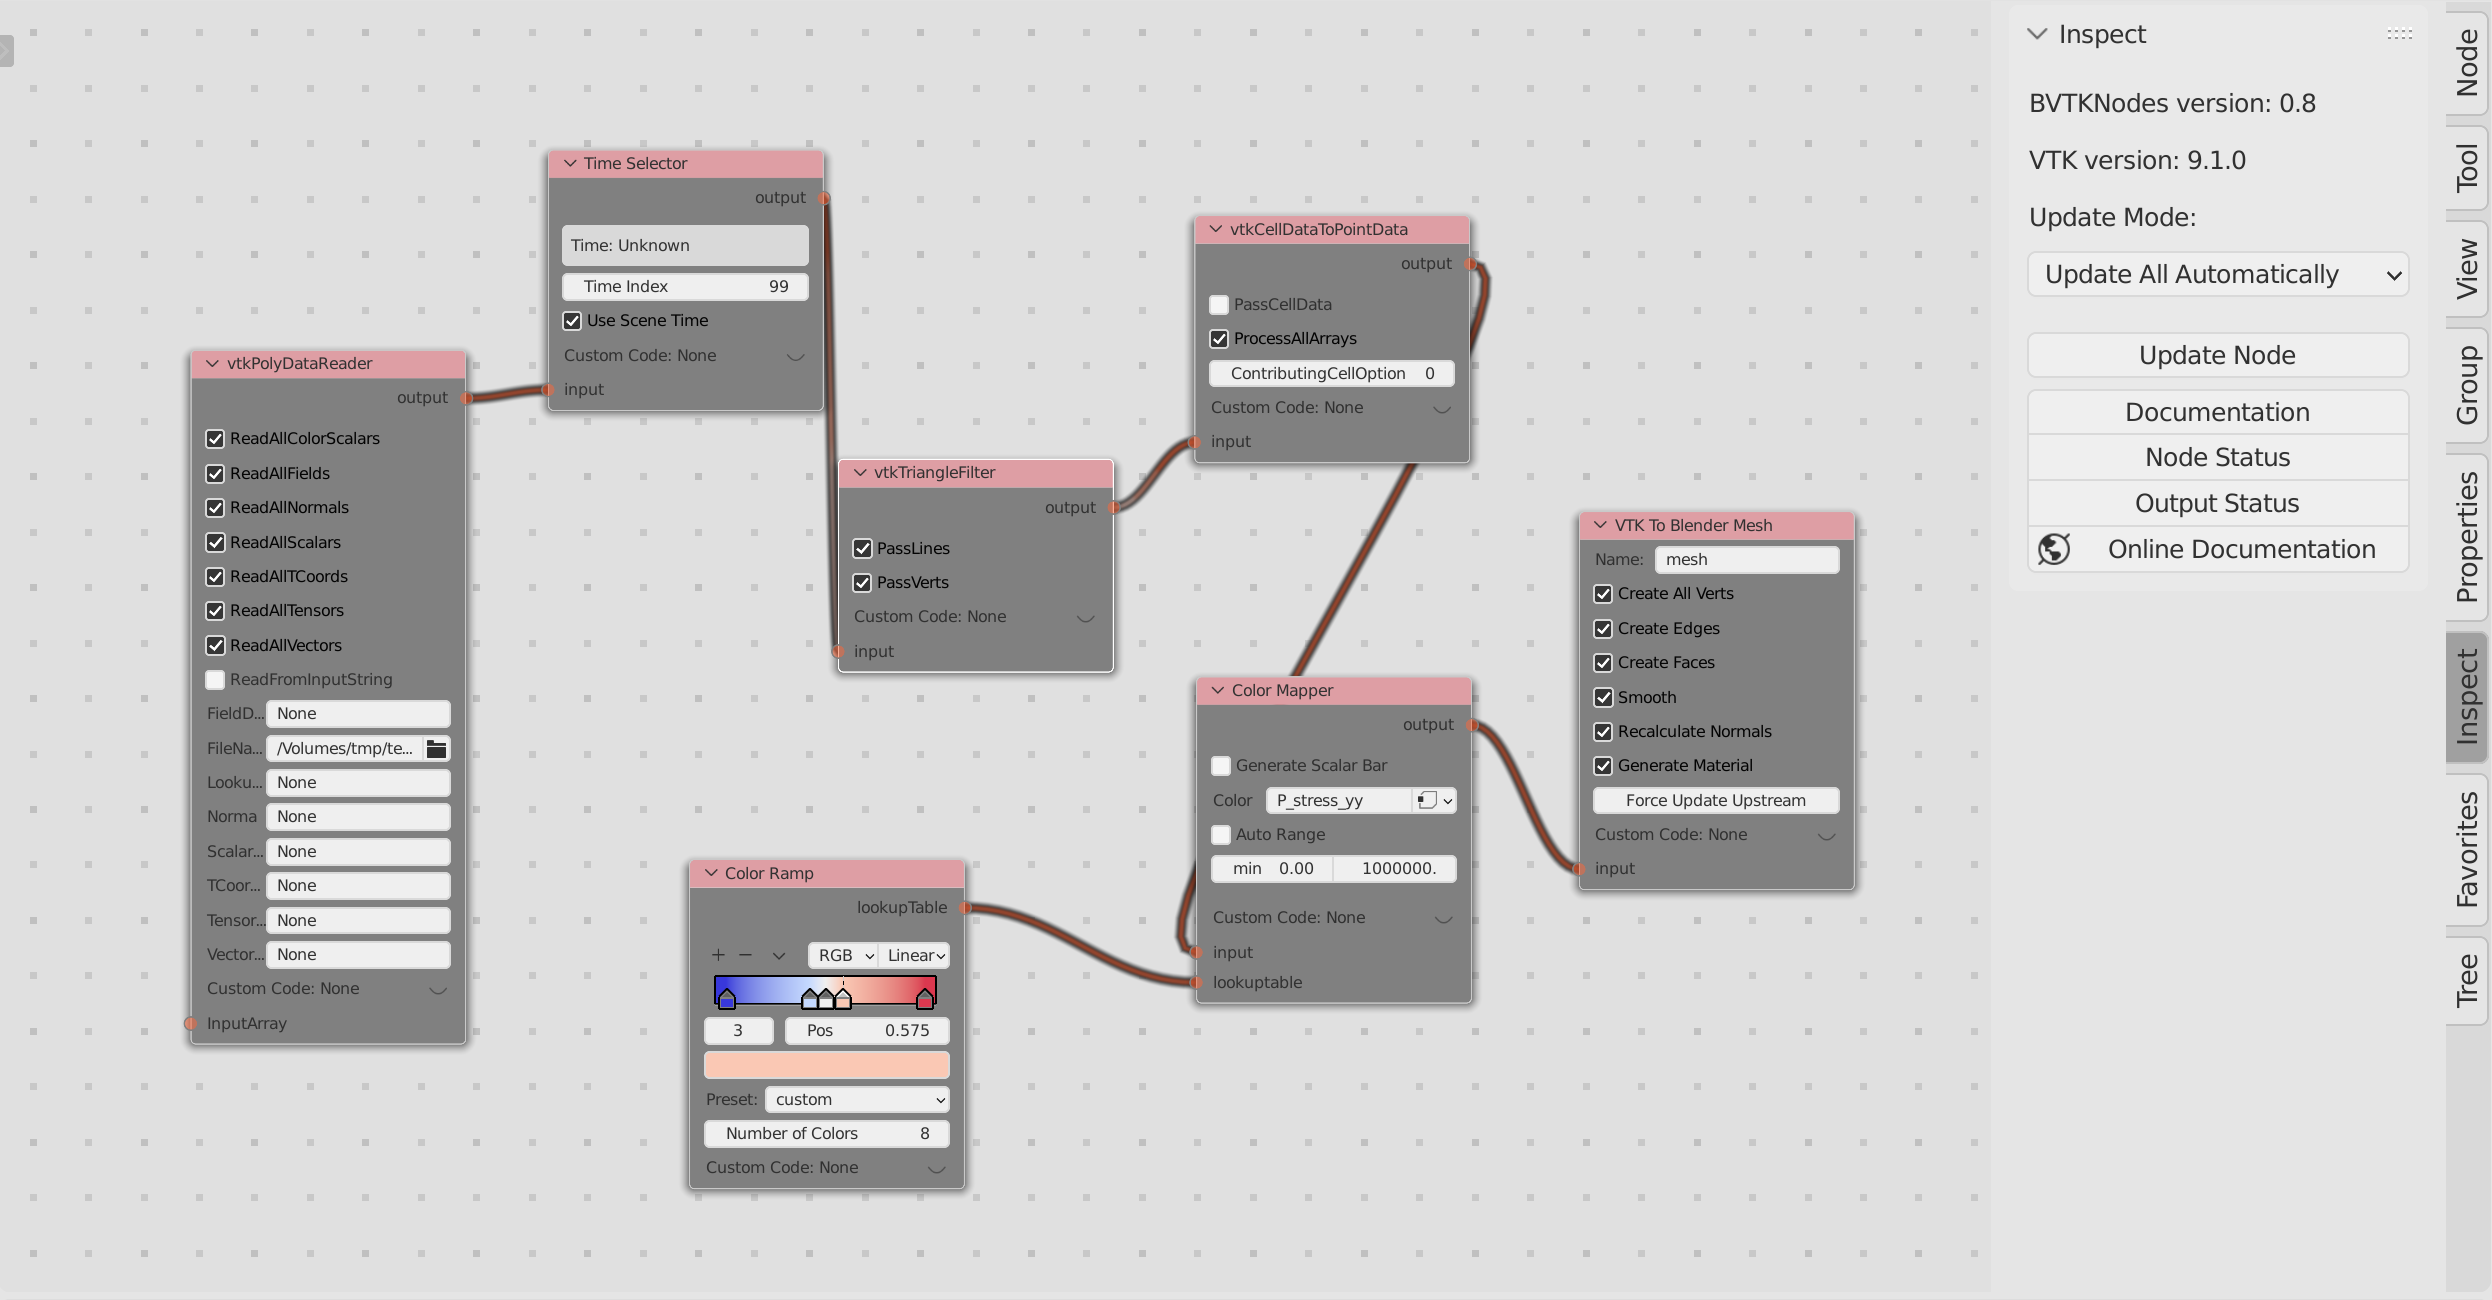 vtkPolyDataReader
output
ReadAllColorScalars
ReadAllFields
ReadAllNormals
ReadAllScalars
ReadAllTCoords
ReadAllTensors
ReadAllVectors
ReadFromInputString
FieldD... None
FileNa... /Volumes/tmp/te...
Looku... None
Norma None
Scalar... None
TCoor... None
Tensor... None
Vector... None
Custom Code: None
InputArray
Time Selector
output
Time: Unknown
Time Index 99
Use Scene Time
Custom Code: None
input
vtkTriangleFilter
output
PassLines
PassVerts
Custom Code: None
input
Color Ramp
lookupTable
RGB Linear
3 Pos 0.575
Preset: custom
Number of Colors 8
Custom Code: None
vtkCellDataToPointData
output
PassCellData
ProcessAllArrays
ContributingCellOption 0
Custom Code: None
input
Color Mapper
output
Generate Scalar Bar
Color P_stress_yy
Auto Range
min 0.00 1000000.
Custom Code: None
input
lookuptable
VTK To Blender Mesh
Name: mesh
Create All Verts
Create Edges
Create Faces
Smooth
Recalculate Normals
Generate Material
Force Update Upstream
Custom Code: None
input
Inspect
BVTKNodes version: 0.8
VTK version: 9.1.0
Update Mode:
Update All Automatically
Update Node
Documentation
Node Status
Output Status
Online Documentation
Node
Tool
View
Group
Properties
Inspect
Favorites
Tree